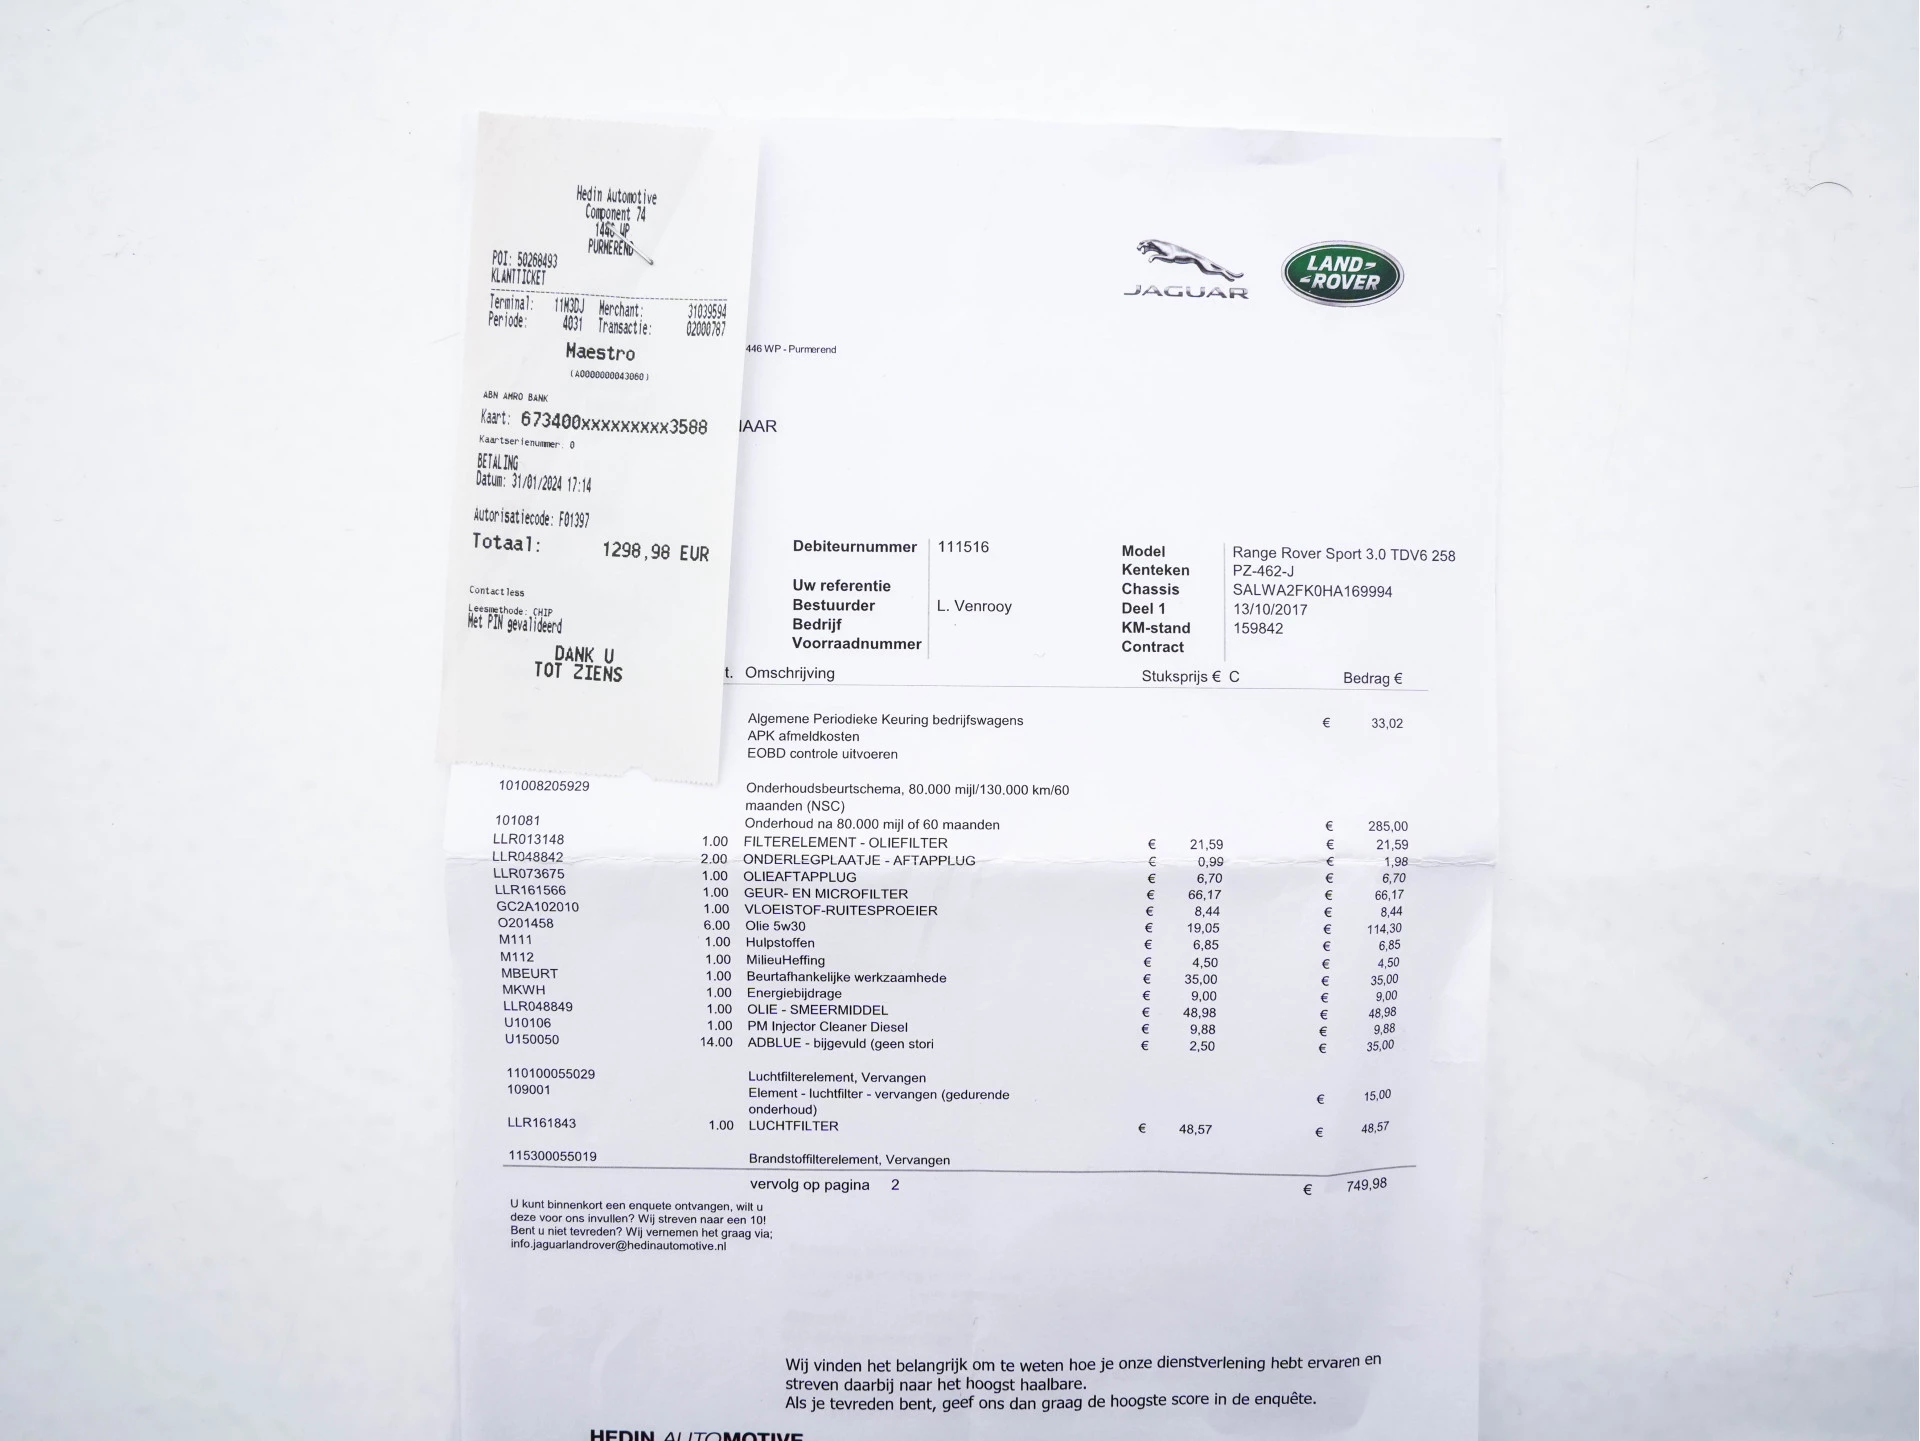 Hedin Automotive
Component 74
1446 WP
PURMEREND
POI: 50268493
KLANTTICKET
Terminal: 11M3DJ Merchant: 31039594
Periode: 4031 Transactie: 02000787
Maestro
(A0000000043060)
ABN AMRO BANK
Kaart: 673400xxxxxxxxx3588
Kaartserienummer: 0
BETALING
Datum: 31/01/2024 17:14
Autorisatiecode: F01397
Totaal: 1298,98 EUR
Contactless
Leesmethode: CHIP
Met PIN gevalideerd
DANK U
TOT ZIENS
JAGUAR
LAND-
-ROVER
446 WP - Purmerend
AAR
Debiteurnummer 111516
Uw referentie
Bestuurder L. Venrooy
Bedrijf
Voorraadnummer
Model Range Rover Sport 3.0 TDV6 258
Kenteken PZ-462-J
Chassis SALWA2FK0HA169994
Deel 1 13/10/2017
KM-stand 159842
Contract
t. Omschrijving Stuksprijs € C Bedrag €
Algemene Periodieke Keuring bedrijfswagens € 33,02
APK afmeldkosten
EOBD controle uitvoeren
101008205929 Onderhoudsbeurtschema, 80.000 mijl/130.000 km/60
maanden (NSC)
101081 Onderhoud na 80.000 mijl of 60 maanden € 285,00
LLR013148 1.00 FILTERELEMENT - OLIEFILTER € 21,59 € 21,59
LLR048842 2.00 ONDERLEGPLAATJE - AFTAPPLUG € 0,99 € 1,98
LLR073675 1.00 OLIEAFTAPPLUG € 6,70 € 6,70
LLR161566 1.00 GEUR- EN MICROFILTER € 66,17 € 66,17
GC2A102010 1.00 VLOEISTOF-RUITESPROEIER € 8,44 € 8,44
O201458 6.00 Olie 5w30 € 19,05 € 114,30
M111 1.00 Hulpstoffen € 6,85 € 6,85
M112 1.00 MilieuHeffing € 4,50 € 4,50
MBEURT 1.00 Beurtafhankelijke werkzaamhede € 35,00 € 35,00
MKWH 1.00 Energiebijdrage € 9,00 € 9,00
LLR048849 1.00 OLIE - SMEERMIDDEL € 48,98 € 48,98
U10106 1.00 PM Injector Cleaner Diesel € 9,88 € 9,88
U150050 14.00 ADBLUE - bijgevuld (geen stori € 2,50 € 35,00
110100055029 Luchtfilterelement, Vervangen
109001 Element - luchtfilter - vervangen (gedurende € 15,00
onderhoud)
LLR161843 1.00 LUCHTFILTER € 48,57 € 48,57
115300055019 Brandstoffilterelement, Vervangen
vervolg op pagina 2 € 749,98
U kunt binnenkort een enquete ontvangen, wilt u
deze voor ons invullen? Wij streven naar een 10!
Bent u niet tevreden? Wij vernemen het graag via;
info.jaguarlandrover@hedinautomotive.nl
Wij vinden het belangrijk om te weten hoe je onze dienstverlening hebt ervaren en
streven daarbij naar het hoogst haalbare.
Als je tevreden bent, geef ons dan graag de hoogste score in de enquête.
HEDIN AUTOMOTIVE